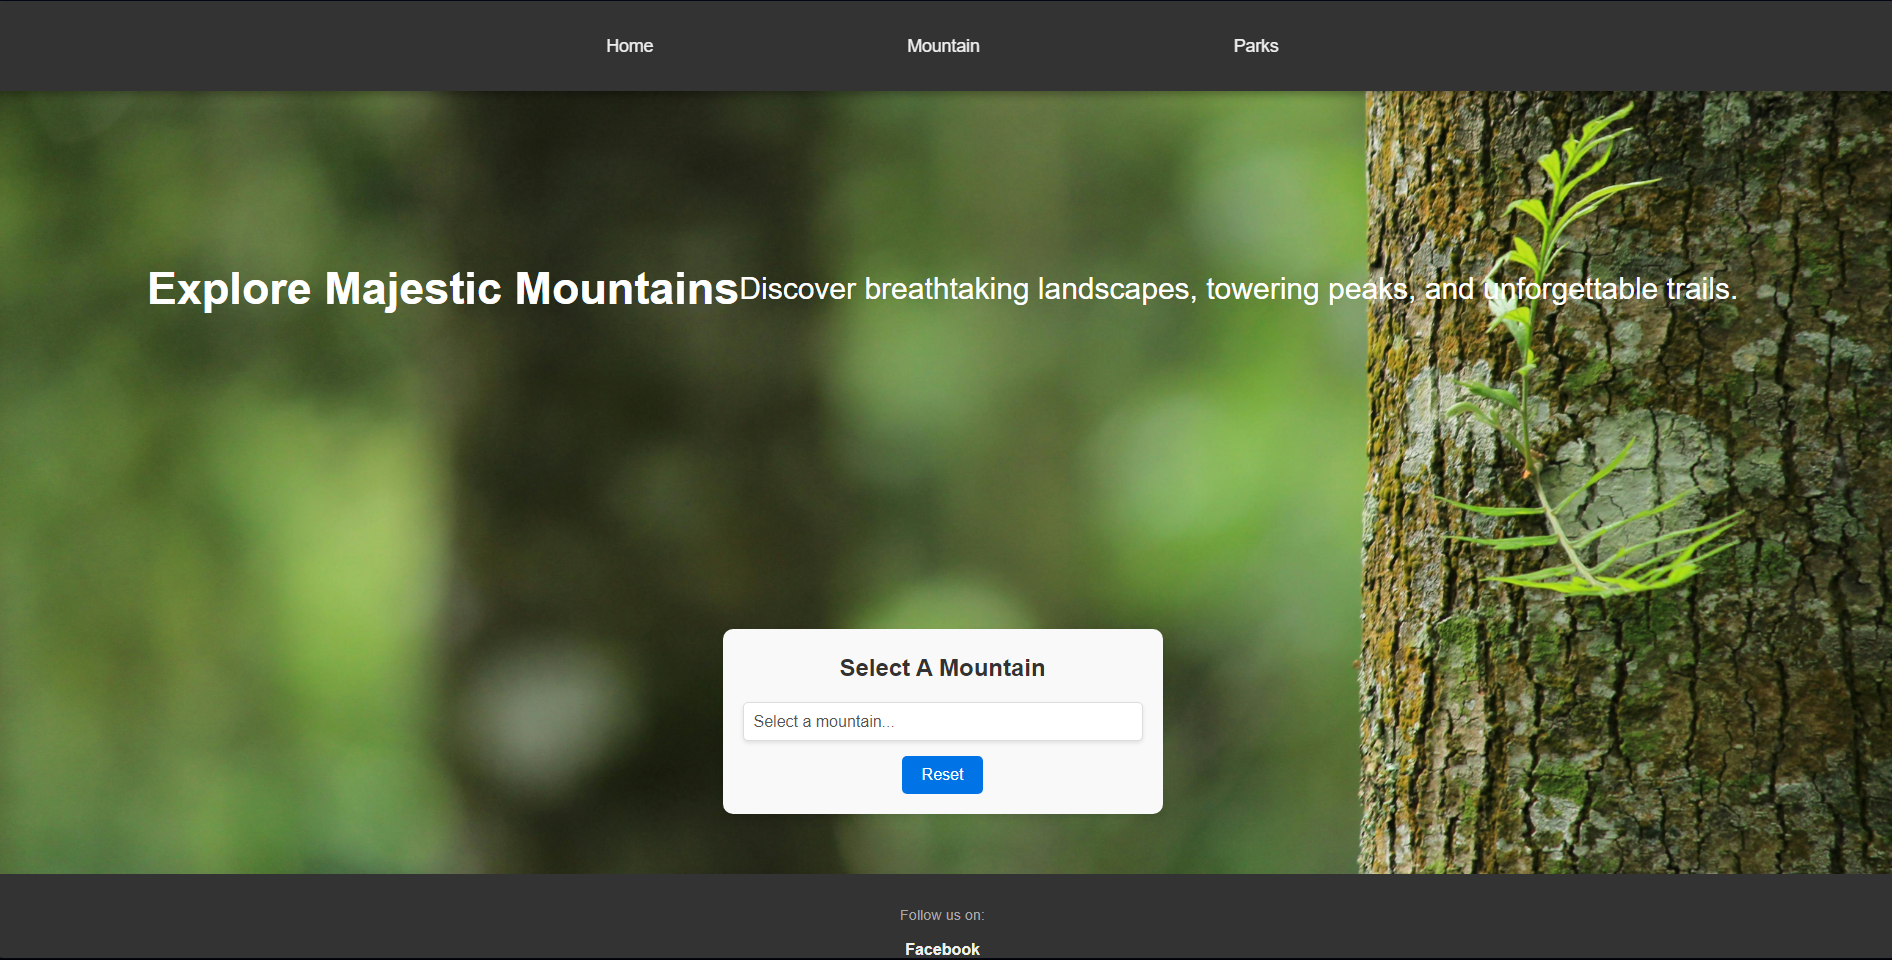 Home Mountain Parks
Explore Majestic MountainsDiscover breathtaking landscapes, towering peaks, and unforgettable trails.
Select A Mountain
Select a mountain...
Reset
Follow us on:
Facebook